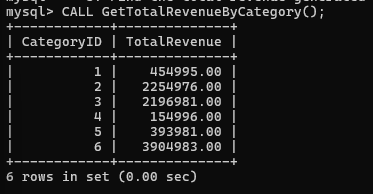 mysql> CALL GetTotalRevenueByCategory();
+------------+--------------+
| CategoryID | TotalRevenue |
+------------+--------------+
|          1 |    454995.00 |
|          2 |   2254976.00 |
|          3 |   2196981.00 |
|          4 |    154996.00 |
|          5 |    393981.00 |
|          6 |   3904983.00 |
+------------+--------------+
6 rows in set (0.00 sec)